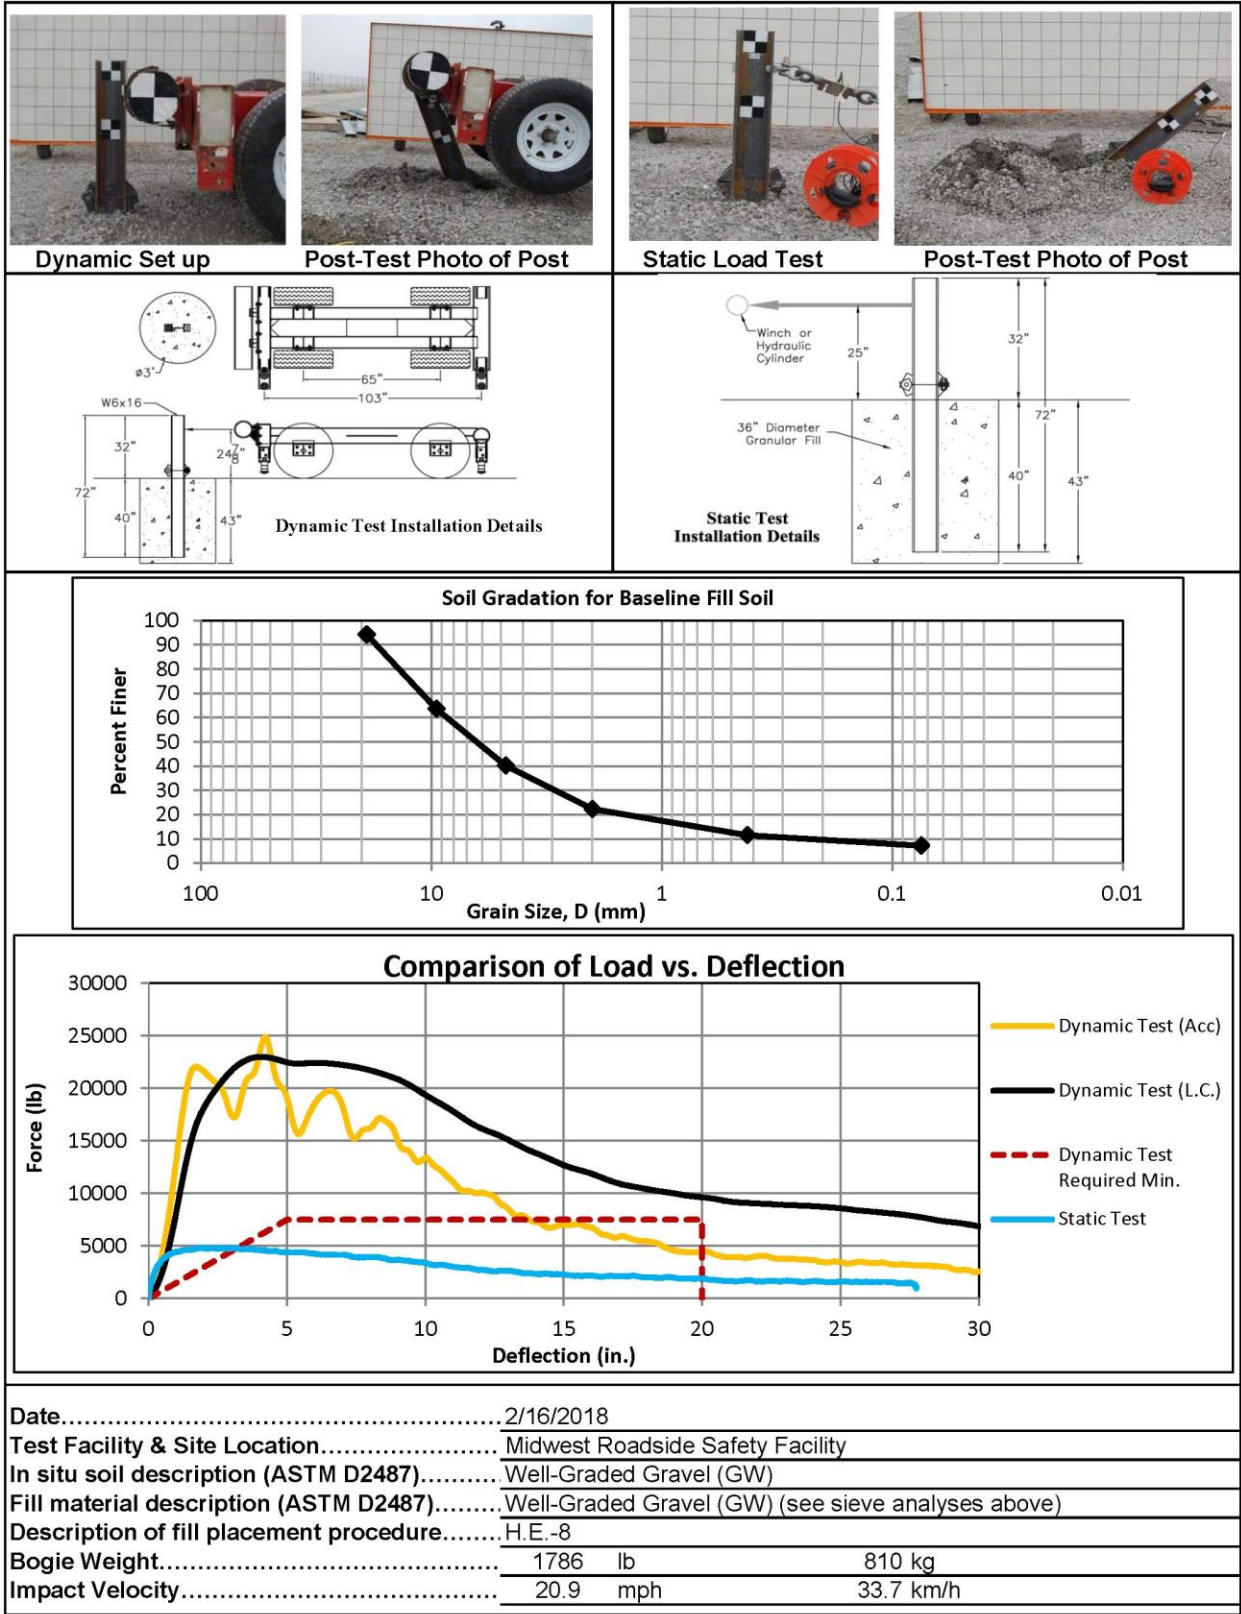 Dynamic Set up
Post-Test Photo of Post
Static Load Test
Post-Test Photo of Post
ø3'
65"
103"
W6x16
32"
24 7/8"
72"
40"
43"
Dynamic Test Installation Details
Winch or
Hydraulic
Cylinder
25"
32"
72"
36" Diameter
Granular Fill
40"
43"
Static Test
Installation Details
Soil Gradation for Baseline Fill Soil
Percent Finer
100
90
80
70
60
50
40
30
20
10
0
100
10
1
0.1
0.01
Grain Size, D (mm)
Comparison of Load vs. Deflection
Force (lb)
30000
25000
20000
15000
10000
5000
0
0
5
10
15
20
25
30
Deflection (in.)
Dynamic Test (Acc)
Dynamic Test (L.C.)
Dynamic Test
Required Min.
Static Test
Date.................................................... 2/16/2018
Test Facility & Site Location....................... Midwest Roadside Safety Facility
In situ soil description (ASTM D2487).......... Well-Graded Gravel (GW)
Fill material description (ASTM D2487)........ Well-Graded Gravel (GW) (see sieve analyses above)
Description of fill placement procedure........ H.E.-8
Bogie Weight............................................ 1786 lb 810 kg
Impact Velocity......................................... 20.9 mph 33.7 km/h